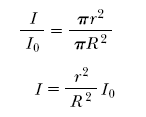 I / I₀ = πr² / πR²
I = r² / R² I₀